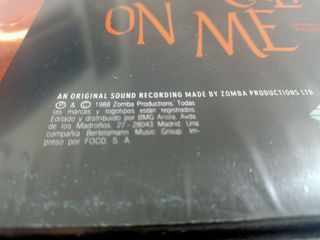 ON ME
AN ORIGINAL SOUND RECORDING MADE BY ZOMBA PRODUCTIONS LTD
Ⓟ & © 1988 Zomba Productions, Todas
las marcas y logotipos están registrados.
Editado y distribuido por BMG Ariola. Avda.
de los Madroños, 27 - 28043 Madrid. Una
compañía Bertelsmann Music Group. Im-
preso por FOCO, S. A.